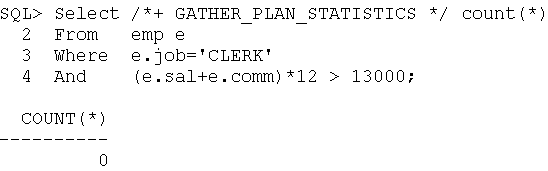 SQL> Select /*+ GATHER_PLAN_STATISTICS */ count(*)
  2  From   emp e
  3  Where  e.job='CLERK'
  4  And    (e.sal+e.comm)*12 > 13000;
  COUNT(*)
----------
         0